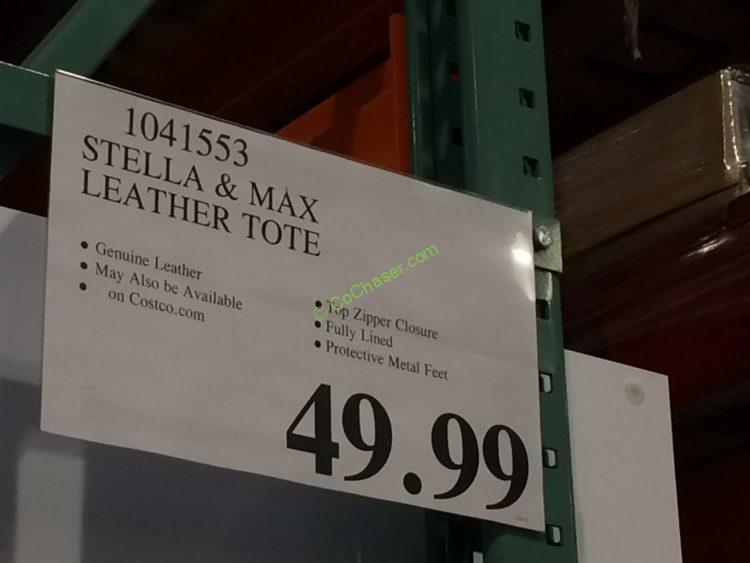 1041553
STELLA & MAX
LEATHER TOTE
• Genuine Leather
• May Also be Available
• on Costco.com
• Top Zipper Closure
• Fully Lined
• Protective Metal Feet
49.99
© CoChaser.com